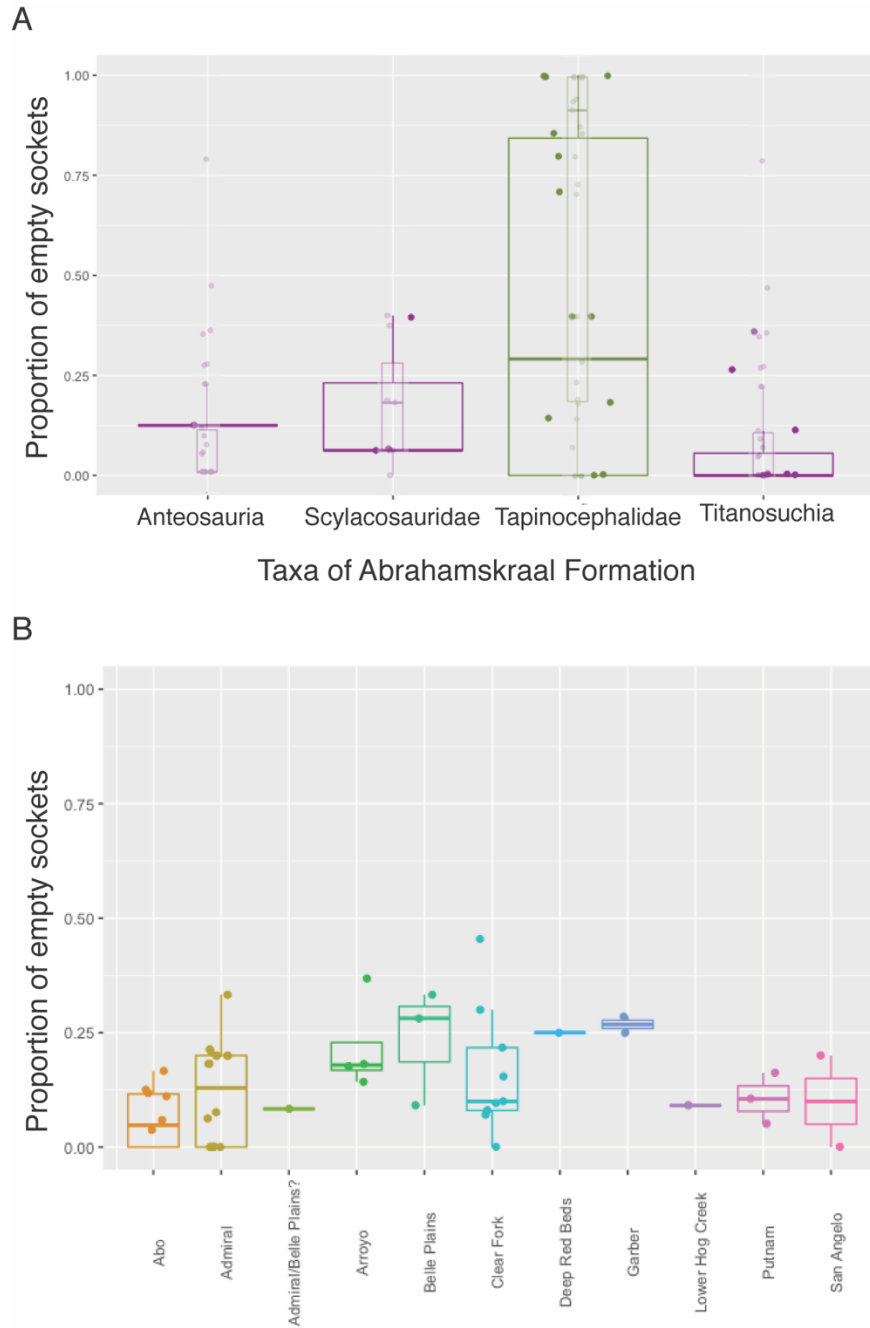 A
Proportion of empty sockets
1.00
0.75
0.50
0.25
0.00
Anteosauria Scylacosauridae Tapinocephalidae Titanosuchia
Taxa of Abrahamskraal Formation
B
Proportion of empty sockets
1.00
0.75
0.50
0.25
0.00
Abo
Admiral
Admiral/Belle Plains?
Arroyo
Belle Plains
Clear Fork
Deep Red Beds
Garber
Lower Hog Creek
Putnam
San Angelo